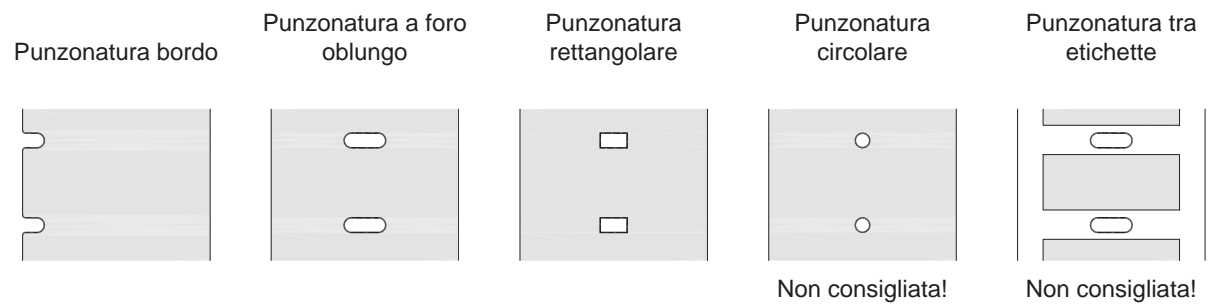 Punzonatura bordo
Punzonatura a foro
oblungo
Punzonatura
rettangolare
Punzonatura
circolare
Punzonatura tra
etichette
Non consigliata!
Non consigliata!